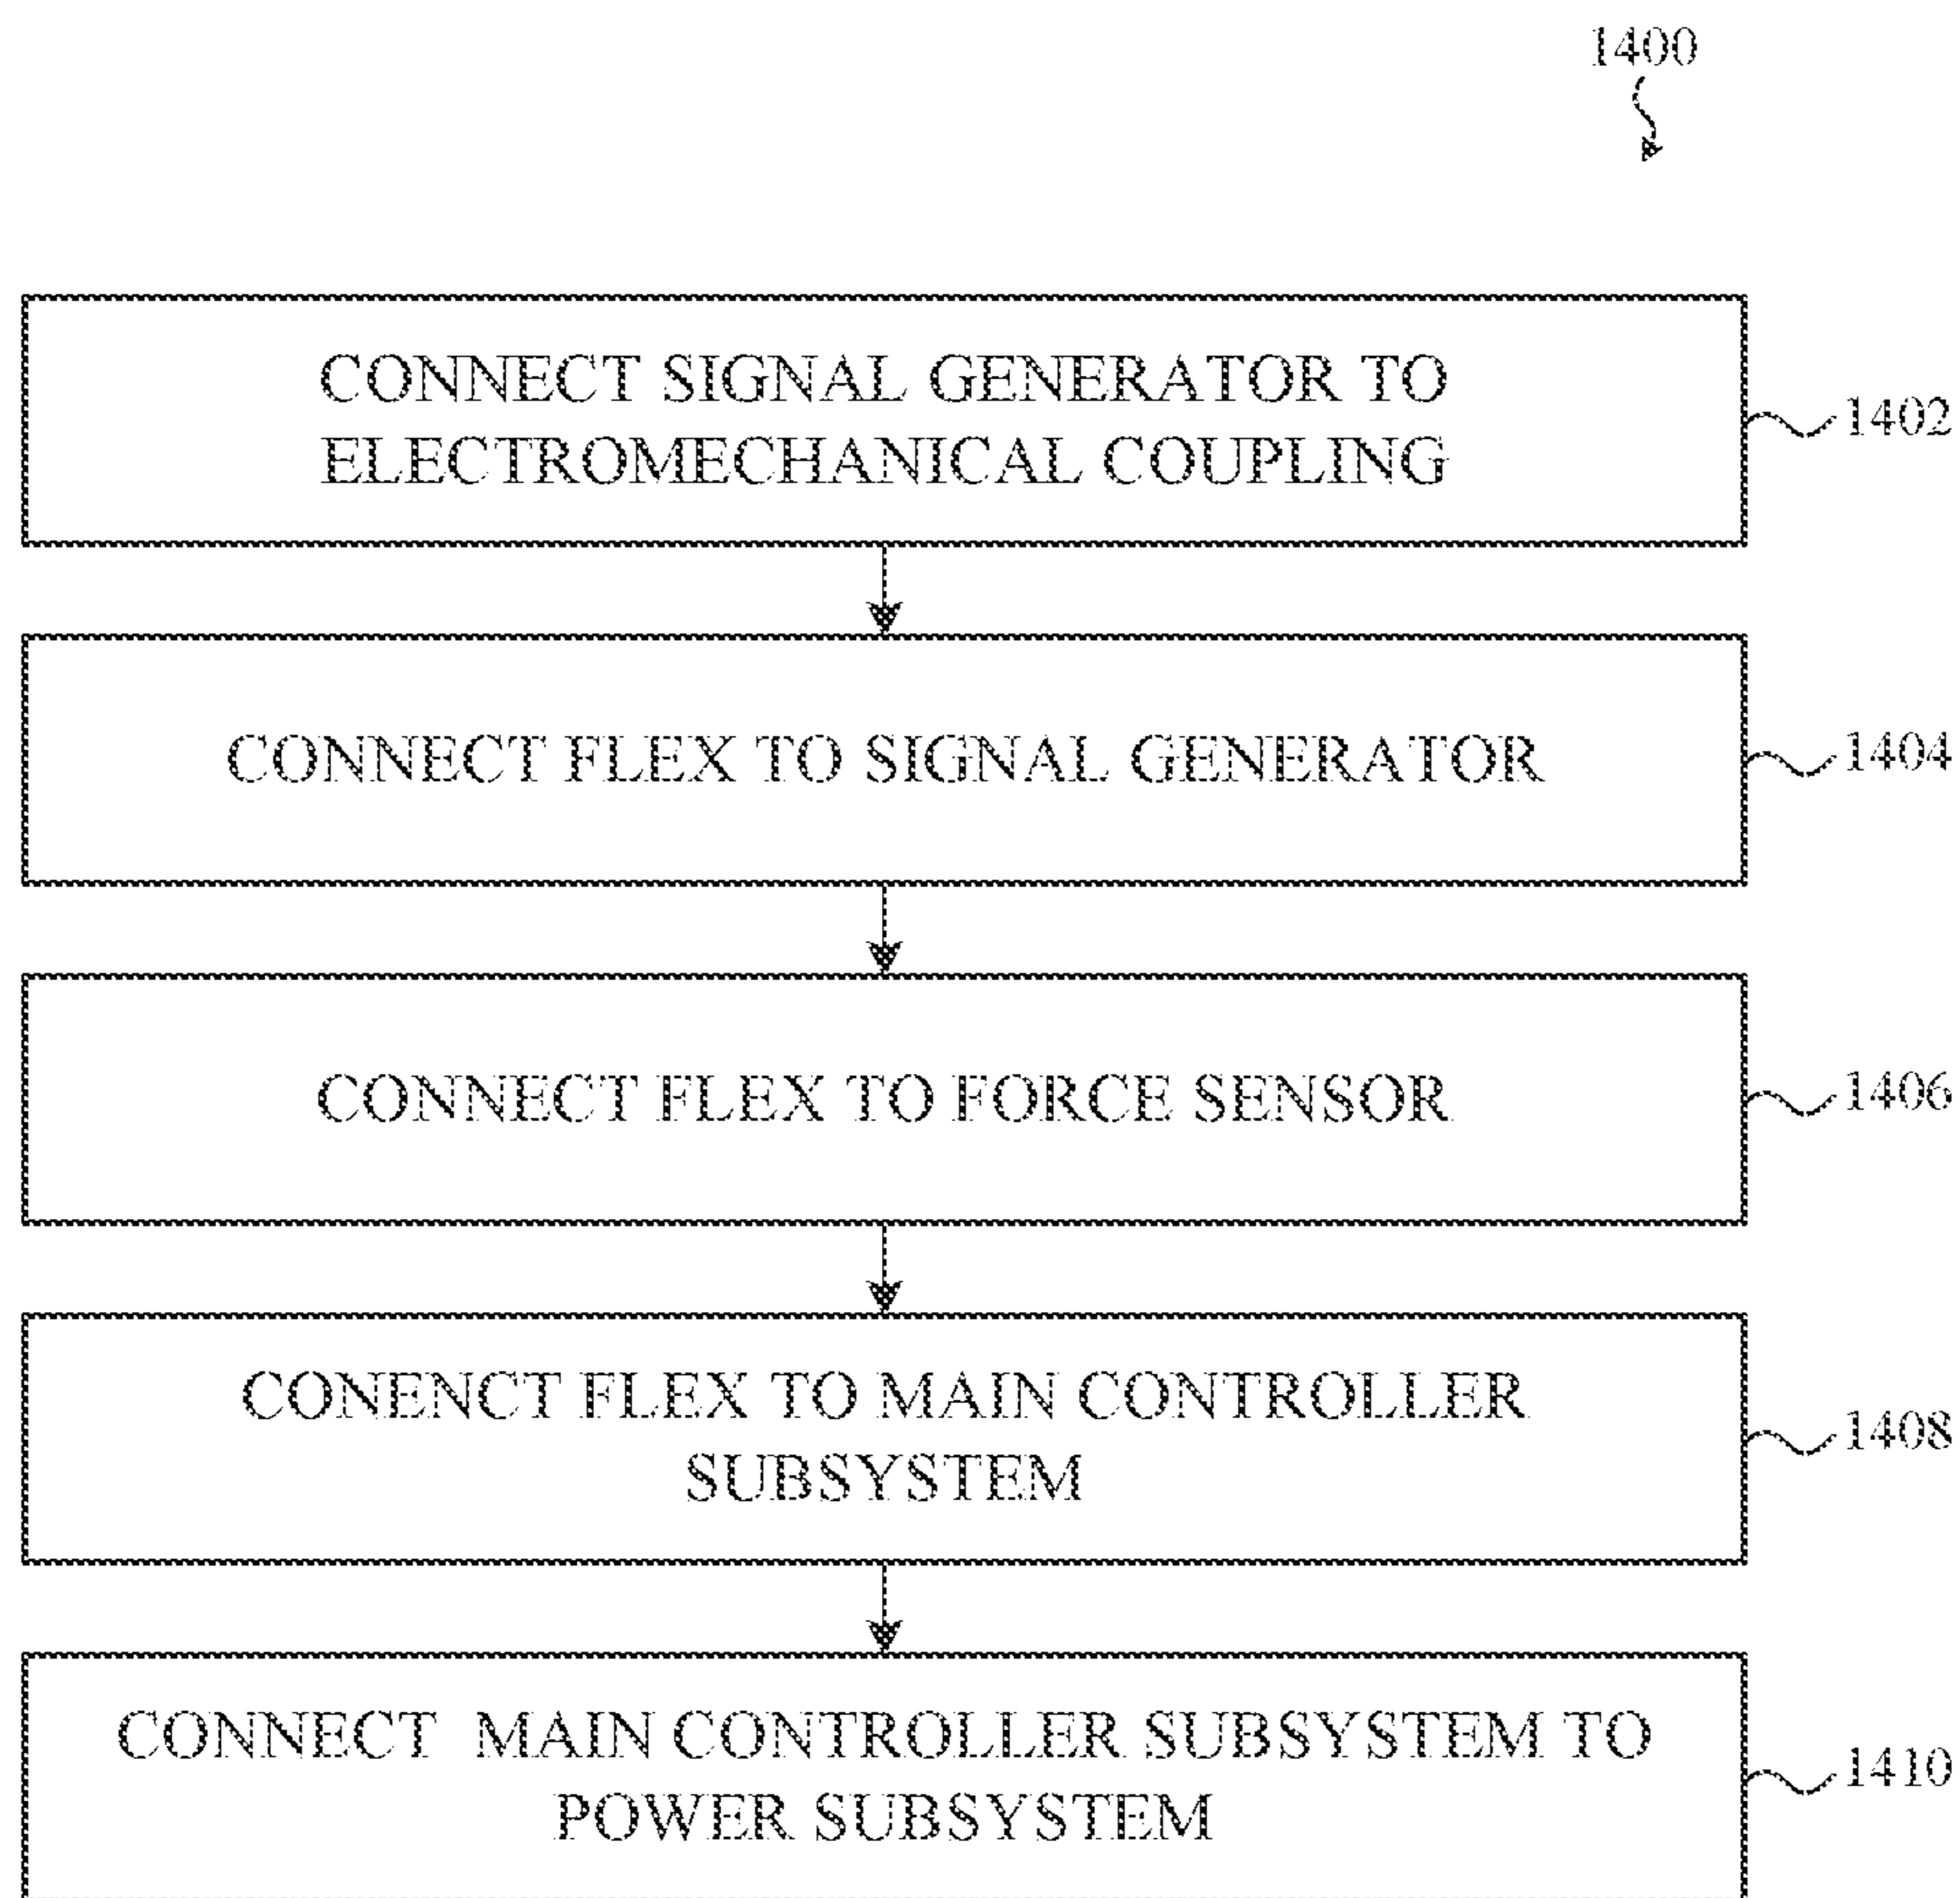 1400
CONNECT SIGNAL GENERATOR TO
ELECTROMECHANICAL COUPLING
1402
CONNECT FLEX TO SIGNAL GENERATOR
1404
CONNECT FLEX TO FORCE SENSOR
1406
CONENCT FLEX TO MAIN CONTROLLER
SUBSYSTEM
1408
CONNECT MAIN CONTROLLER SUBSYSTEM TO
POWER SUBSYSTEM
1410